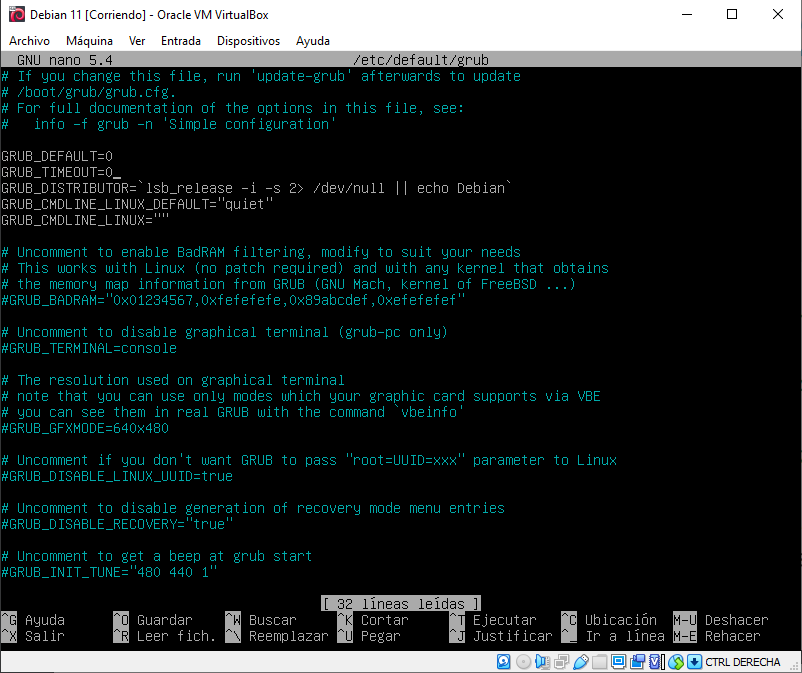 Debian 11 [Corriendo] - Oracle VM VirtualBox
Archivo Máquina Ver Entrada Dispositivos Ayuda
GNU nano 5.4 /etc/default/grub
# If you change this file, run 'update-grub' afterwards to update
# /boot/grub/grub.cfg.
# For full documentation of the options in this file, see:
#   info -f grub -n 'Simple configuration'
GRUB_DEFAULT=0
GRUB_TIMEOUT=0_
GRUB_DISTRIBUTOR=`lsb_release -i -s 2> /dev/null || echo Debian`
GRUB_CMDLINE_LINUX_DEFAULT="quiet"
GRUB_CMDLINE_LINUX=""
# Uncomment to enable BadRAM filtering, modify to suit your needs
# This works with Linux (no patch required) and with any kernel that obtains
# the memory map information from GRUB (GNU Mach, kernel of FreeBSD ...)
#GRUB_BADRAM="0x01234567,0xfefefefe,0x89abcdef,0xefefefef"
# Uncomment to disable graphical terminal (grub-pc only)
#GRUB_TERMINAL=console
# The resolution used on graphical terminal
# note that you can use only modes which your graphic card supports via VBE
# you can see them in real GRUB with the command `vbeinfo'
#GRUB_GFXMODE=640x480
# Uncomment if you don't want GRUB to pass "root=UUID=xxx" parameter to Linux
#GRUB_DISABLE_LINUX_UUID=true
# Uncomment to disable generation of recovery mode menu entries
#GRUB_DISABLE_RECOVERY="true"
# Uncomment to get a beep at grub start
#GRUB_INIT_TUNE="480 440 1"
[ 32 líneas leídas ]
^G Ayuda ^O Guardar ^W Buscar ^K Cortar ^T Ejecutar ^C Ubicación M-U Deshacer
^X Salir ^R Leer fich. ^\ Reemplazar ^U Pegar ^J Justificar ^_ Ir a línea M-E Rehacer
CTRL DERECHA